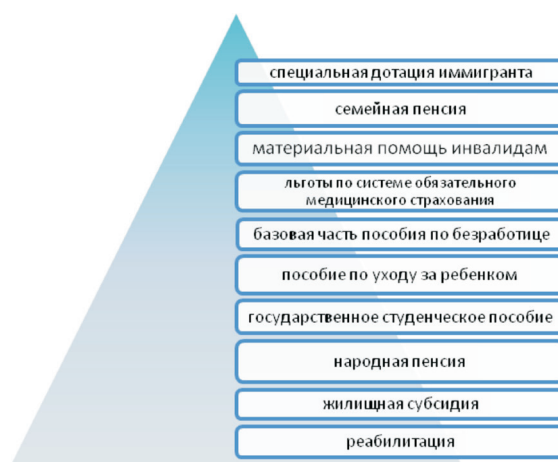 специальная дотация иммигранта
семейная пенсия
материальная помощь инвалидам
льготы по системе обязательного
медицинского страхования
базовая часть пособия по безработице
пособие по уходу за ребенком
государственное студенческое пособие
народная пенсия
жилищная субсидия
реабилитация